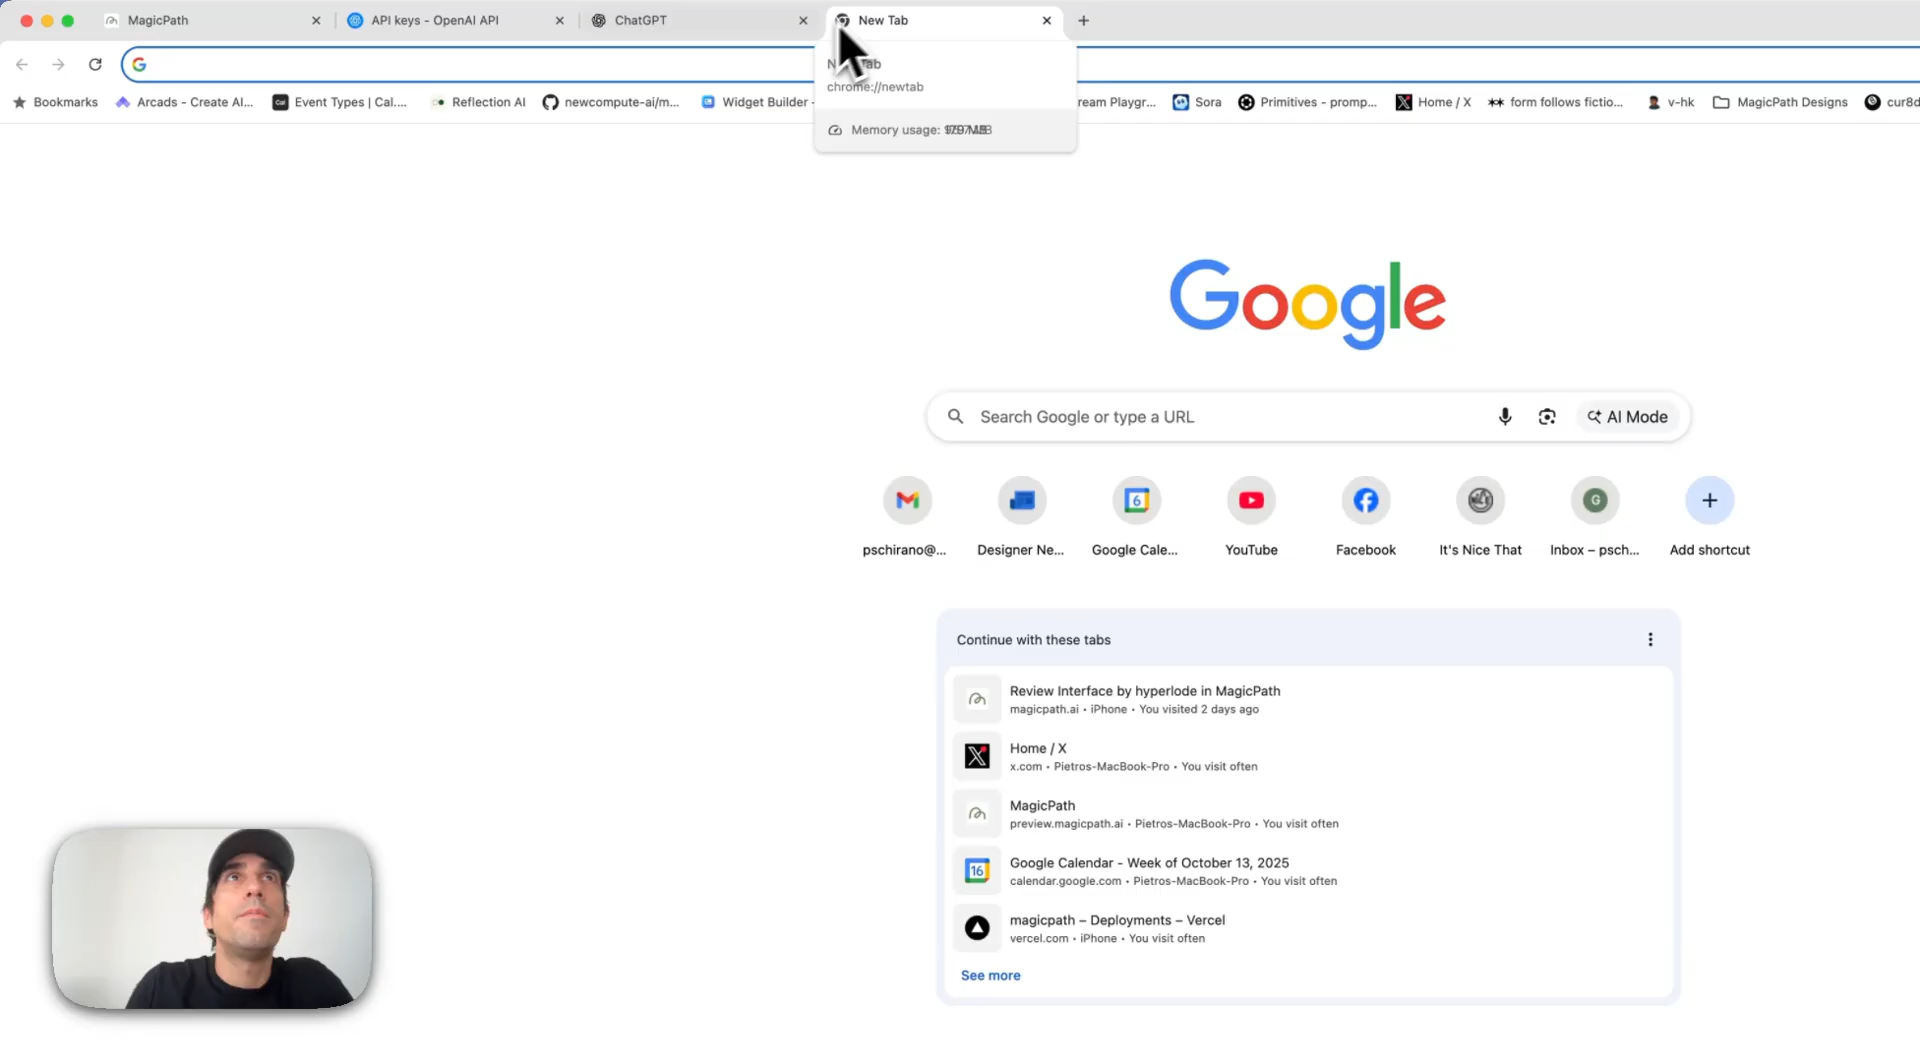 MagicPath
API keys - OpenAI API
ChatGPT
New Tab
chrome://newtab
Memory usage:
Bookmarks
Arcads - Create AI...
Event Types | Cal....
Reflection AI
newcompute-ai/m...
Widget Builder -
ream Playgr...
Sora
Primitives - promp...
Home / X
form follows fictio...
v-hk
MagicPath Designs
cur8d
Google
Search Google or type a URL
AI Mode
pschirano@...
Designer Ne...
6
Google Cale...
YouTube
Facebook
It's Nice That
G
Inbox – psch...
Add shortcut
Continue with these tabs
Review Interface by hyperlode in MagicPath
magicpath.ai • iPhone • You visited 2 days ago
Home / X
x.com • Pietros-MacBook-Pro • You visit often
MagicPath
preview.magicpath.ai • Pietros-MacBook-Pro • You visit often
16
Google Calendar - Week of October 13, 2025
calendar.google.com • Pietros-MacBook-Pro • You visit often
magicpath – Deployments – Vercel
vercel.com • iPhone • You visit often
See more